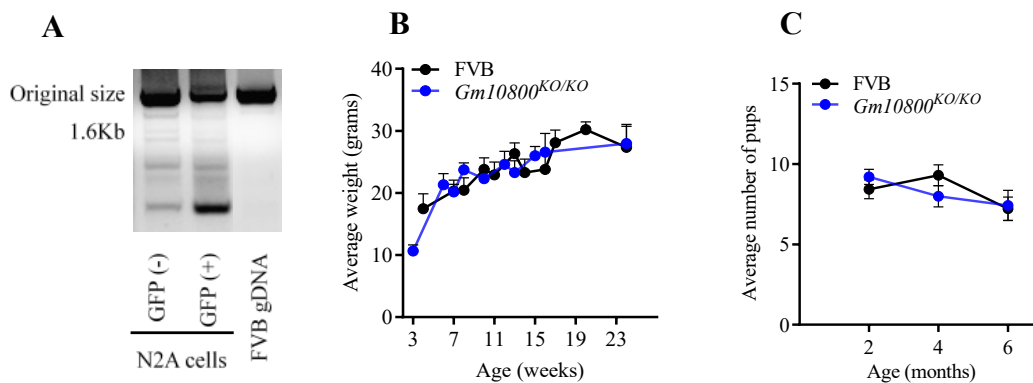 A
Original size
1.6Kb
GFP (-)
GFP (+)
FVB gDNA
N2A cells
B
FVB
Gm10800KO/KO
Average weight (grams)
40
30
20
10
0
3 7 11 15 19 23
Age (weeks)
C
FVB
Gm10800KO/KO
Average number of pups
15
10
5
0
2 4 6
Age (months)